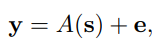 y = A(s) + e,